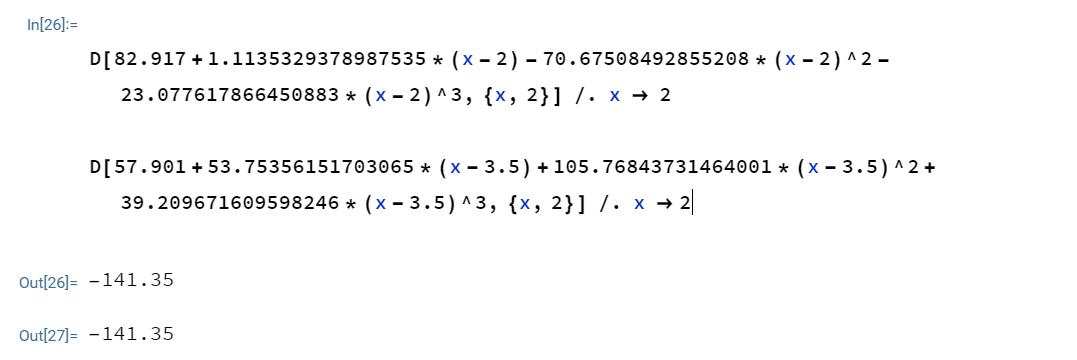 In[26]:=
D[82.917+1.1135329378987535 * (x - 2) - 70.67508492855208 * (x - 2) ^ 2 -
23.077617866450883 * (x - 2) ^ 3, {x, 2}] /. x → 2
D[57.901+53.75356151703065 * (x - 3.5) + 105.76843731464001 * (x - 3.5) ^ 2 +
39.209671609598246 * (x - 3.5) ^ 3, {x, 2}] /. x → 2
Out[26]= -141.35
Out[27]= -141.35